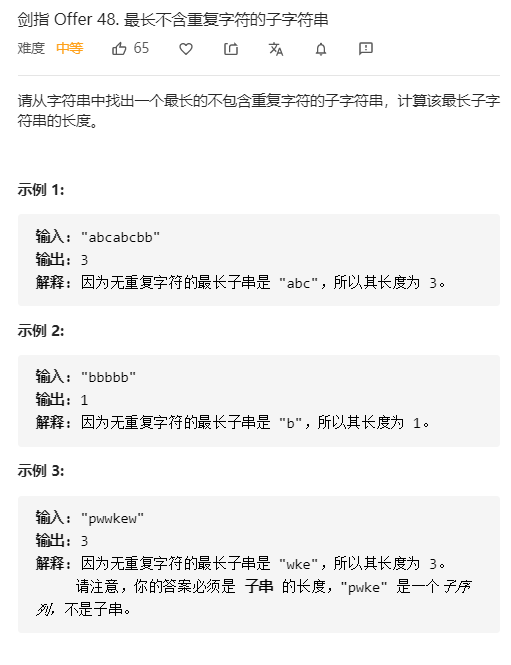 剑指 Offer 48. 最长不含重复字符的子字符串
难度 中等 65
请从字符串中找出一个最长的不包含重复字符的子字符串，计算该最长子字
符串的长度。
示例 1:
输入: "abcabcbb"
输出: 3
解释: 因为无重复字符的最长子串是 "abc"，所以其长度为 3。
示例 2:
输入: "bbbbb"
输出: 1
解释: 因为无重复字符的最长子串是 "b"，所以其长度为 1。
示例 3:
输入: "pwwkew"
输出: 3
解释: 因为无重复字符的最长子串是 "wke"，所以其长度为 3。
请注意，你的答案必须是 子串 的长度，"pwke" 是一个子序
列，不是子串。